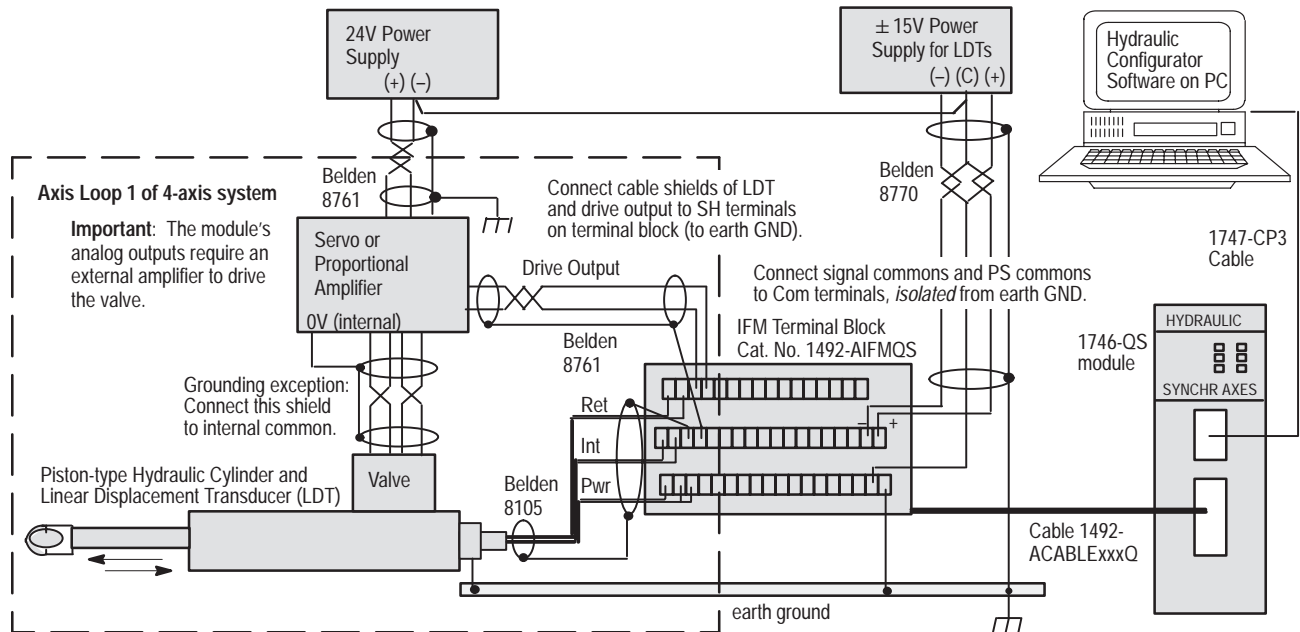 24V Power
Supply
(+) (–)
± 15V Power
Supply for LDTs
(–) (C) (+)
Hydraulic
Configurator
Software on PC
Axis Loop 1 of 4-axis system
Important: The module's
analog outputs require an
external amplifier to drive
the valve.
Belden
8761
Connect cable shields of LDT
and drive output to SH terminals
on terminal block (to earth GND).
Belden
8770
1747-CP3
Cable
Servo or
Proportional
Amplifier
0V (internal)
Drive Output
Connect signal commons and PS commons
to Com terminals, isolated from earth GND.
Belden
8761
IFM Terminal Block
Cat. No. 1492-AIFMQS
1746-QS
module
HYDRAULIC
SYNCHR AXES
Grounding exception:
Connect this shield
to internal common.
Ret
Int
Pwr
– +
Piston-type Hydraulic Cylinder and
Linear Displacement Transducer (LDT)
Valve
Belden
8105
Cable 1492-
ACABLExxxQ
earth ground